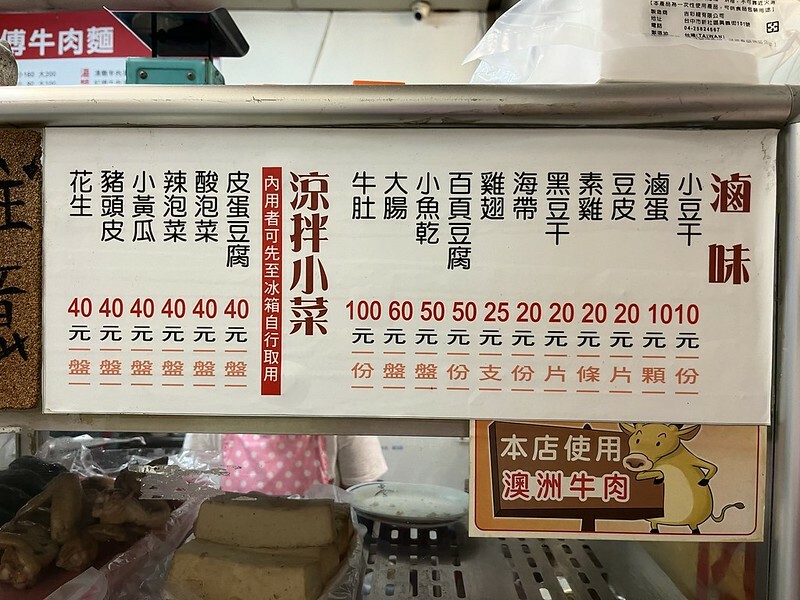 傅牛肉麵
滷味
小豆干 10元 份
滷蛋 10元 顆
豆皮 20元 片
素雞 20元 條
黑豆干 20元 片
海帶 20元 份
雞翅 25元 支
百頁豆腐 50元 份
小魚乾 50元 盤
大腸 60元 盤
牛肚 100元 份
涼拌小菜
內用者可先至冰箱自行取用
皮蛋豆腐 40元 盤
酸泡菜 40元 盤
辣泡菜 40元 盤
小黃瓜 40元 盤
豬頭皮 40元 盤
花生 40元 盤
本店使用
澳洲牛肉